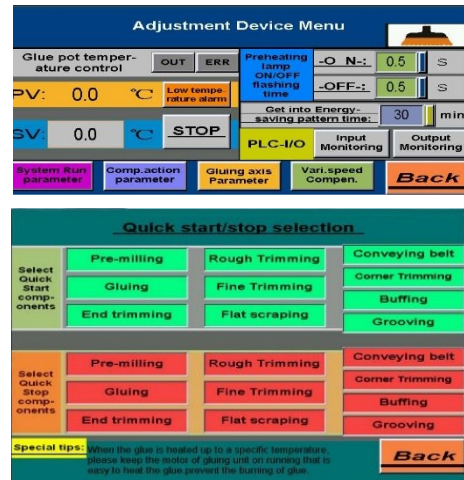 Adjustment Device Menu
Glue pot temper-
ature control
OUT
ERR
Preheating
lamp
ON/OFF
flashing
time
-O N-:
0.5
S
-OFF-:
0.5
S
PV:
0.0
℃
Low tempe-
rature alarm
Get into Energy-
saving pattern time:
30
min
SV:
0.0
℃
STOP
PLC-I/O
Input
Monitoring
Output
Monitoring
System Run
parameter
Comp.action
parameter
Gluing axis
Parameter
Vari.speed
Compen.
Back
Quick start/stop selection
Select
Quick
Start
comp-
onents
Pre-milling
Rough Trimming
Conveying belt
Gluing
Fine Trimming
Corner Trimming
Buffing
End trimming
Flat scraping
Grooving
Select
Quick
Stop
comp-
onents
Pre-milling
Rough Trimming
Conveying belt
Gluing
Fine Trimming
Corner Trimming
Buffing
End trimming
Flat scraping
Grooving
Special tips:
When the glue is heated up to a specific temperature,
please keep the motor of gluing unit on running that is
easy to heat the glue prevent the burning of glue.
Back